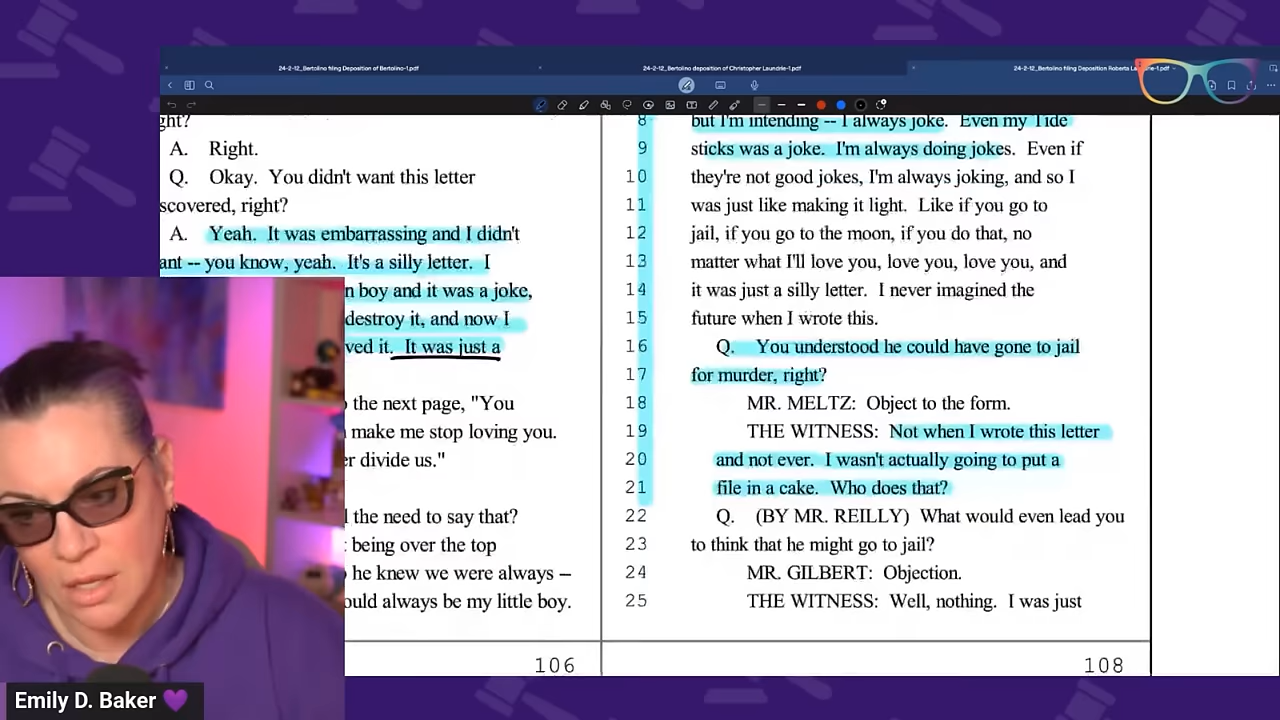 24-2-12_Bertolino filing Deposition of Bertolino-1.pdf
24-2-12_Bertolino deposition of Christopher Laundrie-1.pdf
24-2-12_Bertolino filing Deposition Roberta La
ght?
A. Right.
Q. Okay. You didn't want this letter
scovered, right?
A. Yeah. It was embarrassing and I didn't
ant -- you know, yeah. It's a silly letter. I
n boy and it was a joke,
destroy it, and now I
ved it. It was just a
the next page, "You
make me stop loving you.
er divide us."
the need to say that?
being over the top
he knew we were always –
ould always be my little boy.
106
8 but I'm intending -- I always joke. Even my Tide
9 sticks was a joke. I'm always doing jokes. Even if
10 they're not good jokes, I'm always joking, and so I
11 was just like making it light. Like if you go to
12 jail, if you go to the moon, if you do that, no
13 matter what I'll love you, love you, love you, and
14 it was just a silly letter. I never imagined the
15 future when I wrote this.
16 Q. You understood he could have gone to jail
17 for murder, right?
18 MR. MELTZ: Object to the form.
19 THE WITNESS: Not when I wrote this letter
20 and not ever. I wasn't actually going to put a
21 file in a cake. Who does that?
22 Q. (BY MR. REILLY) What would even lead you
23 to think that he might go to jail?
24 MR. GILBERT: Objection.
25 THE WITNESS: Well, nothing. I was just
108
Emily D. Baker 💜